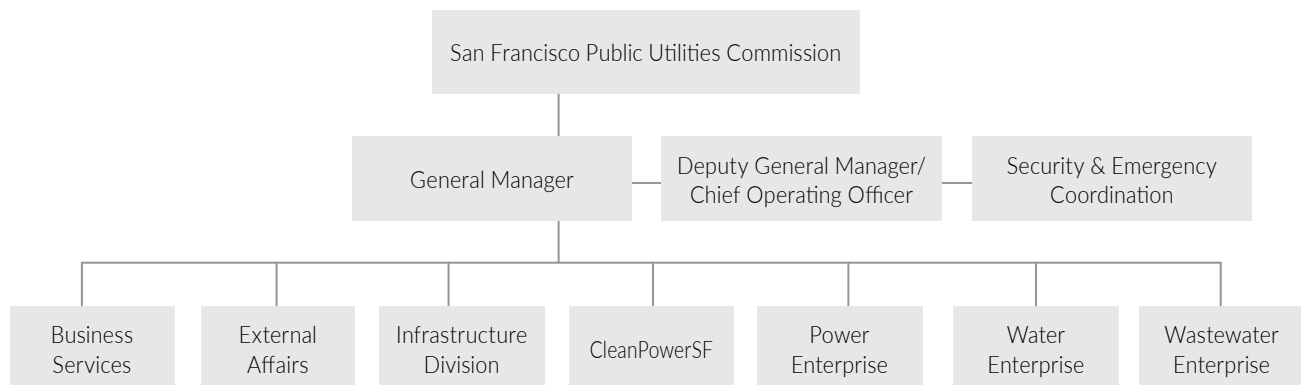 San Francisco Public Utilities Commission
General Manager
Deputy General Manager/
Chief Operating Officer
Security & Emergency
Coordination
Business
Services
External
Affairs
Infrastructure
Division
CleanPowerSF
Power
Enterprise
Water
Enterprise
Wastewater
Enterprise